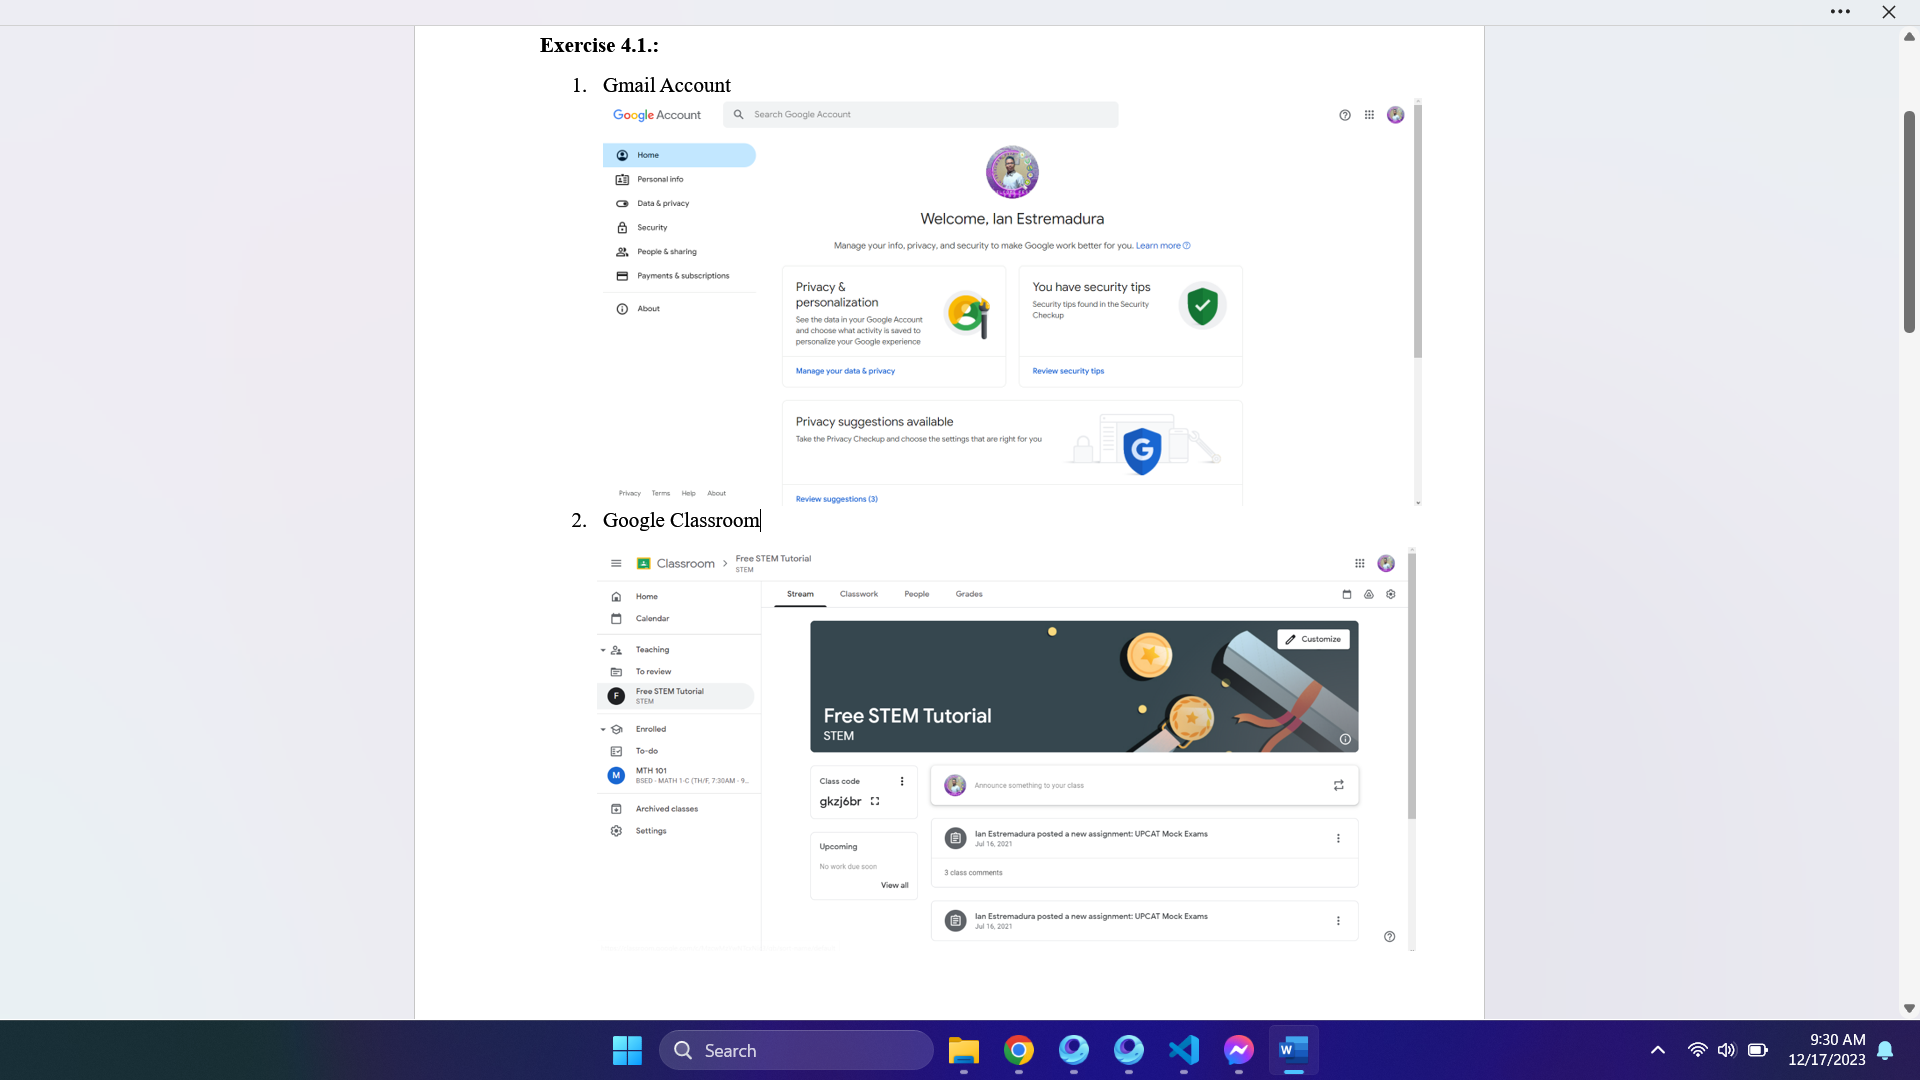 Exercise 4.1.:
1. Gmail Account
Google Account
Search Google Account
Home
Personal info
Data & privacy
Security
People & sharing
Payments & subscriptions
About
Welcome, Ian Estremadura
Manage your info, privacy, and security to make Google work better for you. Learn more
Privacy &
personalization
See the data in your Google Account
and choose what activity is saved to
personalize your Google experience
Manage your data & privacy
You have security tips
Security tips found in the Security
Checkup
Review security tips
Privacy suggestions available
Take the Privacy Checkup and choose the settings that are right for you
G
Review suggestions (3)
Privacy Terms Help About
2. Google Classroom
Classroom > Free STEM Tutorial
STEM
Home
Calendar
Teaching
To review
F Free STEM Tutorial
STEM
Enrolled
To-do
M MTH 101
BSED - MATH 1-C (TH/F, 7:30AM - 9...
Archived classes
Settings
Stream Classwork People Grades
Customize
Free STEM Tutorial
STEM
Class code
gkzj6br
Upcoming
No work due soon
View all
Announce something to your class
Ian Estremadura posted a new assignment: UPCAT Mock Exams
Jul 16, 2021
3 class comments
Ian Estremadura posted a new assignment: UPCAT Mock Exams
Jul 16, 2021
Search
W
9:30 AM
12/17/2023